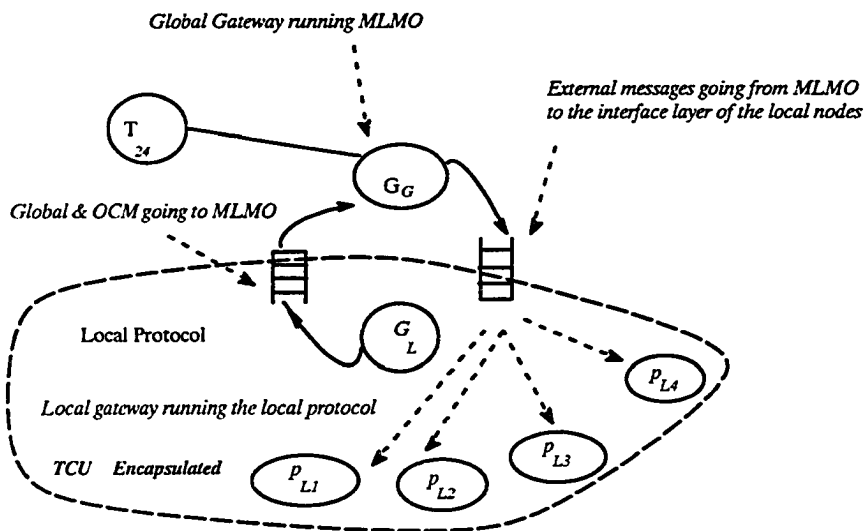 Global Gateway running MLMO
External messages going from MLMO
to the interface layer of the local nodes
T 24
G G
Global & OCM going to MLMO
Local Protocol
G L
P L4
Local gateway running the local protocol
P L3
TCU Encapsulated
P L1
P L2